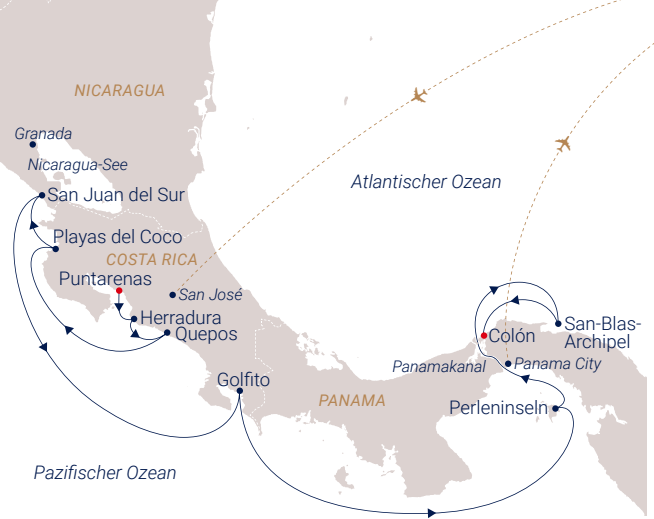 NICARAGUA
Granada
Nicaragua-See
Atlantischer Ozean
San Juan del Sur
Playas del Coco
COSTA RICA
Puntarenas
San José
Herradura
Quepos
San-Blas-
Archipel
Colón
Panamakanal
Panama City
Golfito
PANAMA
Perleninseln
Pazifischer Ozean